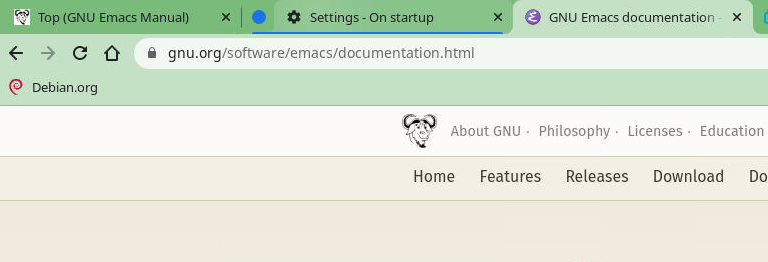 Top (GNU Emacs Manual) Settings - On startup GNU Emacs documentation -
gnu.org/software/emacs/documentation.html
Debian.org
About GNU · Philosophy · Licenses · Education
Home Features Releases Download Do